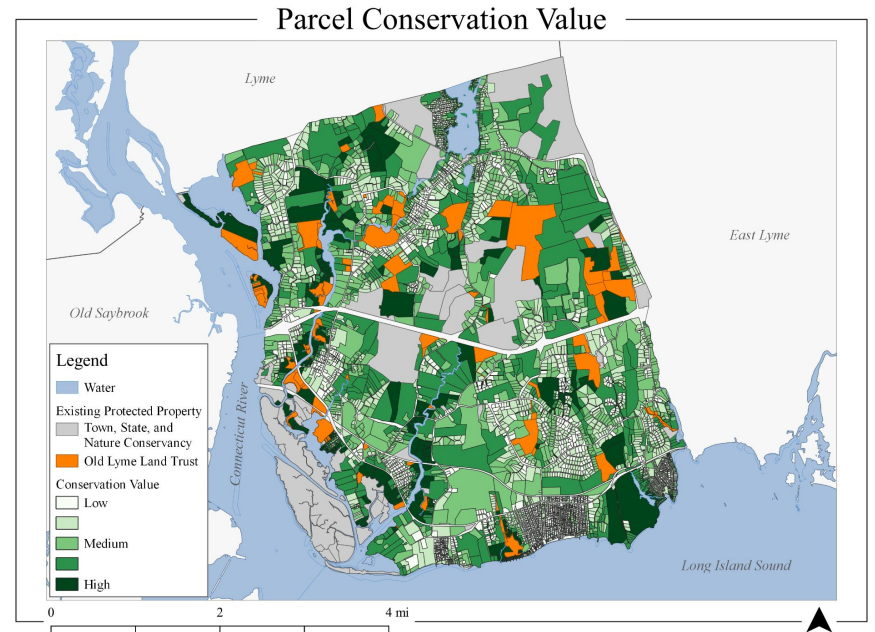 Parcel Conservation Value
Lyme
East Lyme
Old Saybrook
Connecticut River
Long Island Sound
Legend
Water
Existing Protected Property
Town, State, and
Nature Conservancy
Old Lyme Land Trust
Conservation Value
Low
Medium
High
0 2 4 mi